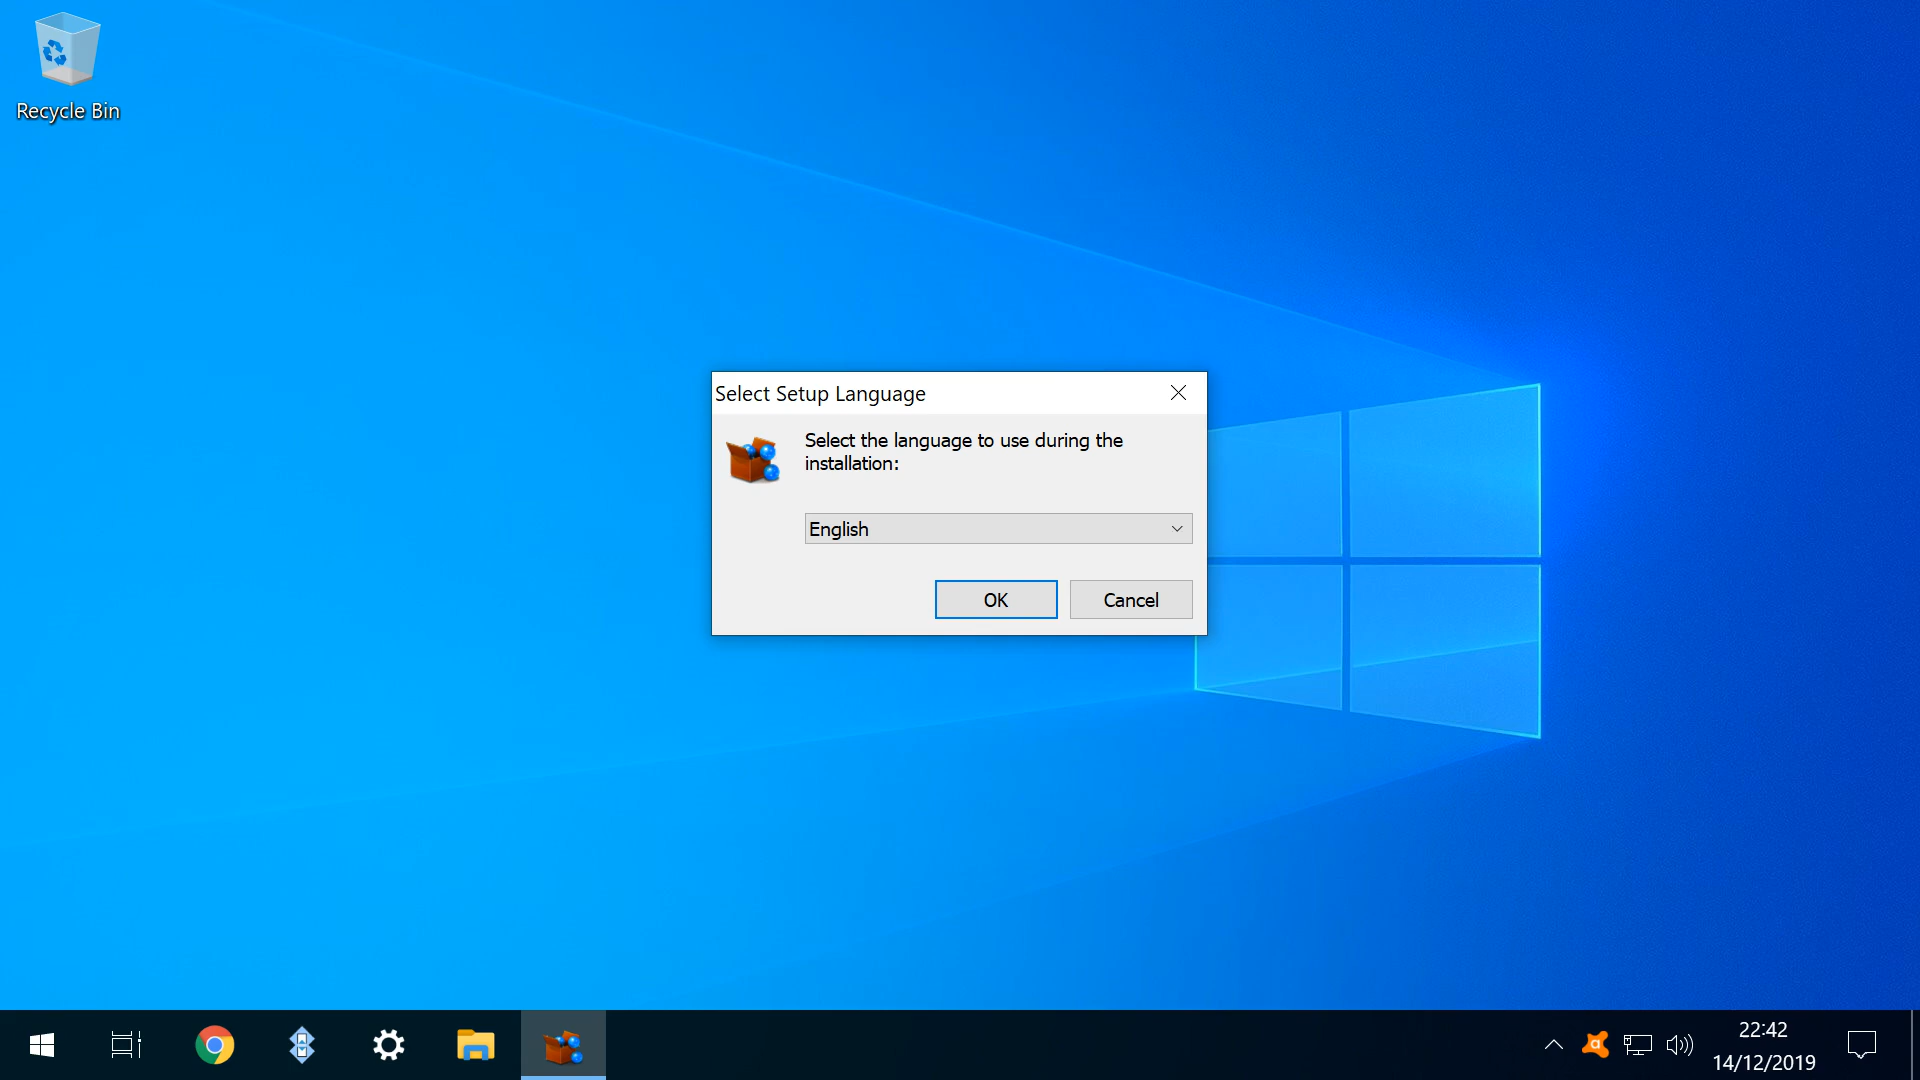 Recycle Bin
Select Setup Language
Select the language to use during the
installation:
English
OK
Cancel
22:42
14/12/2019